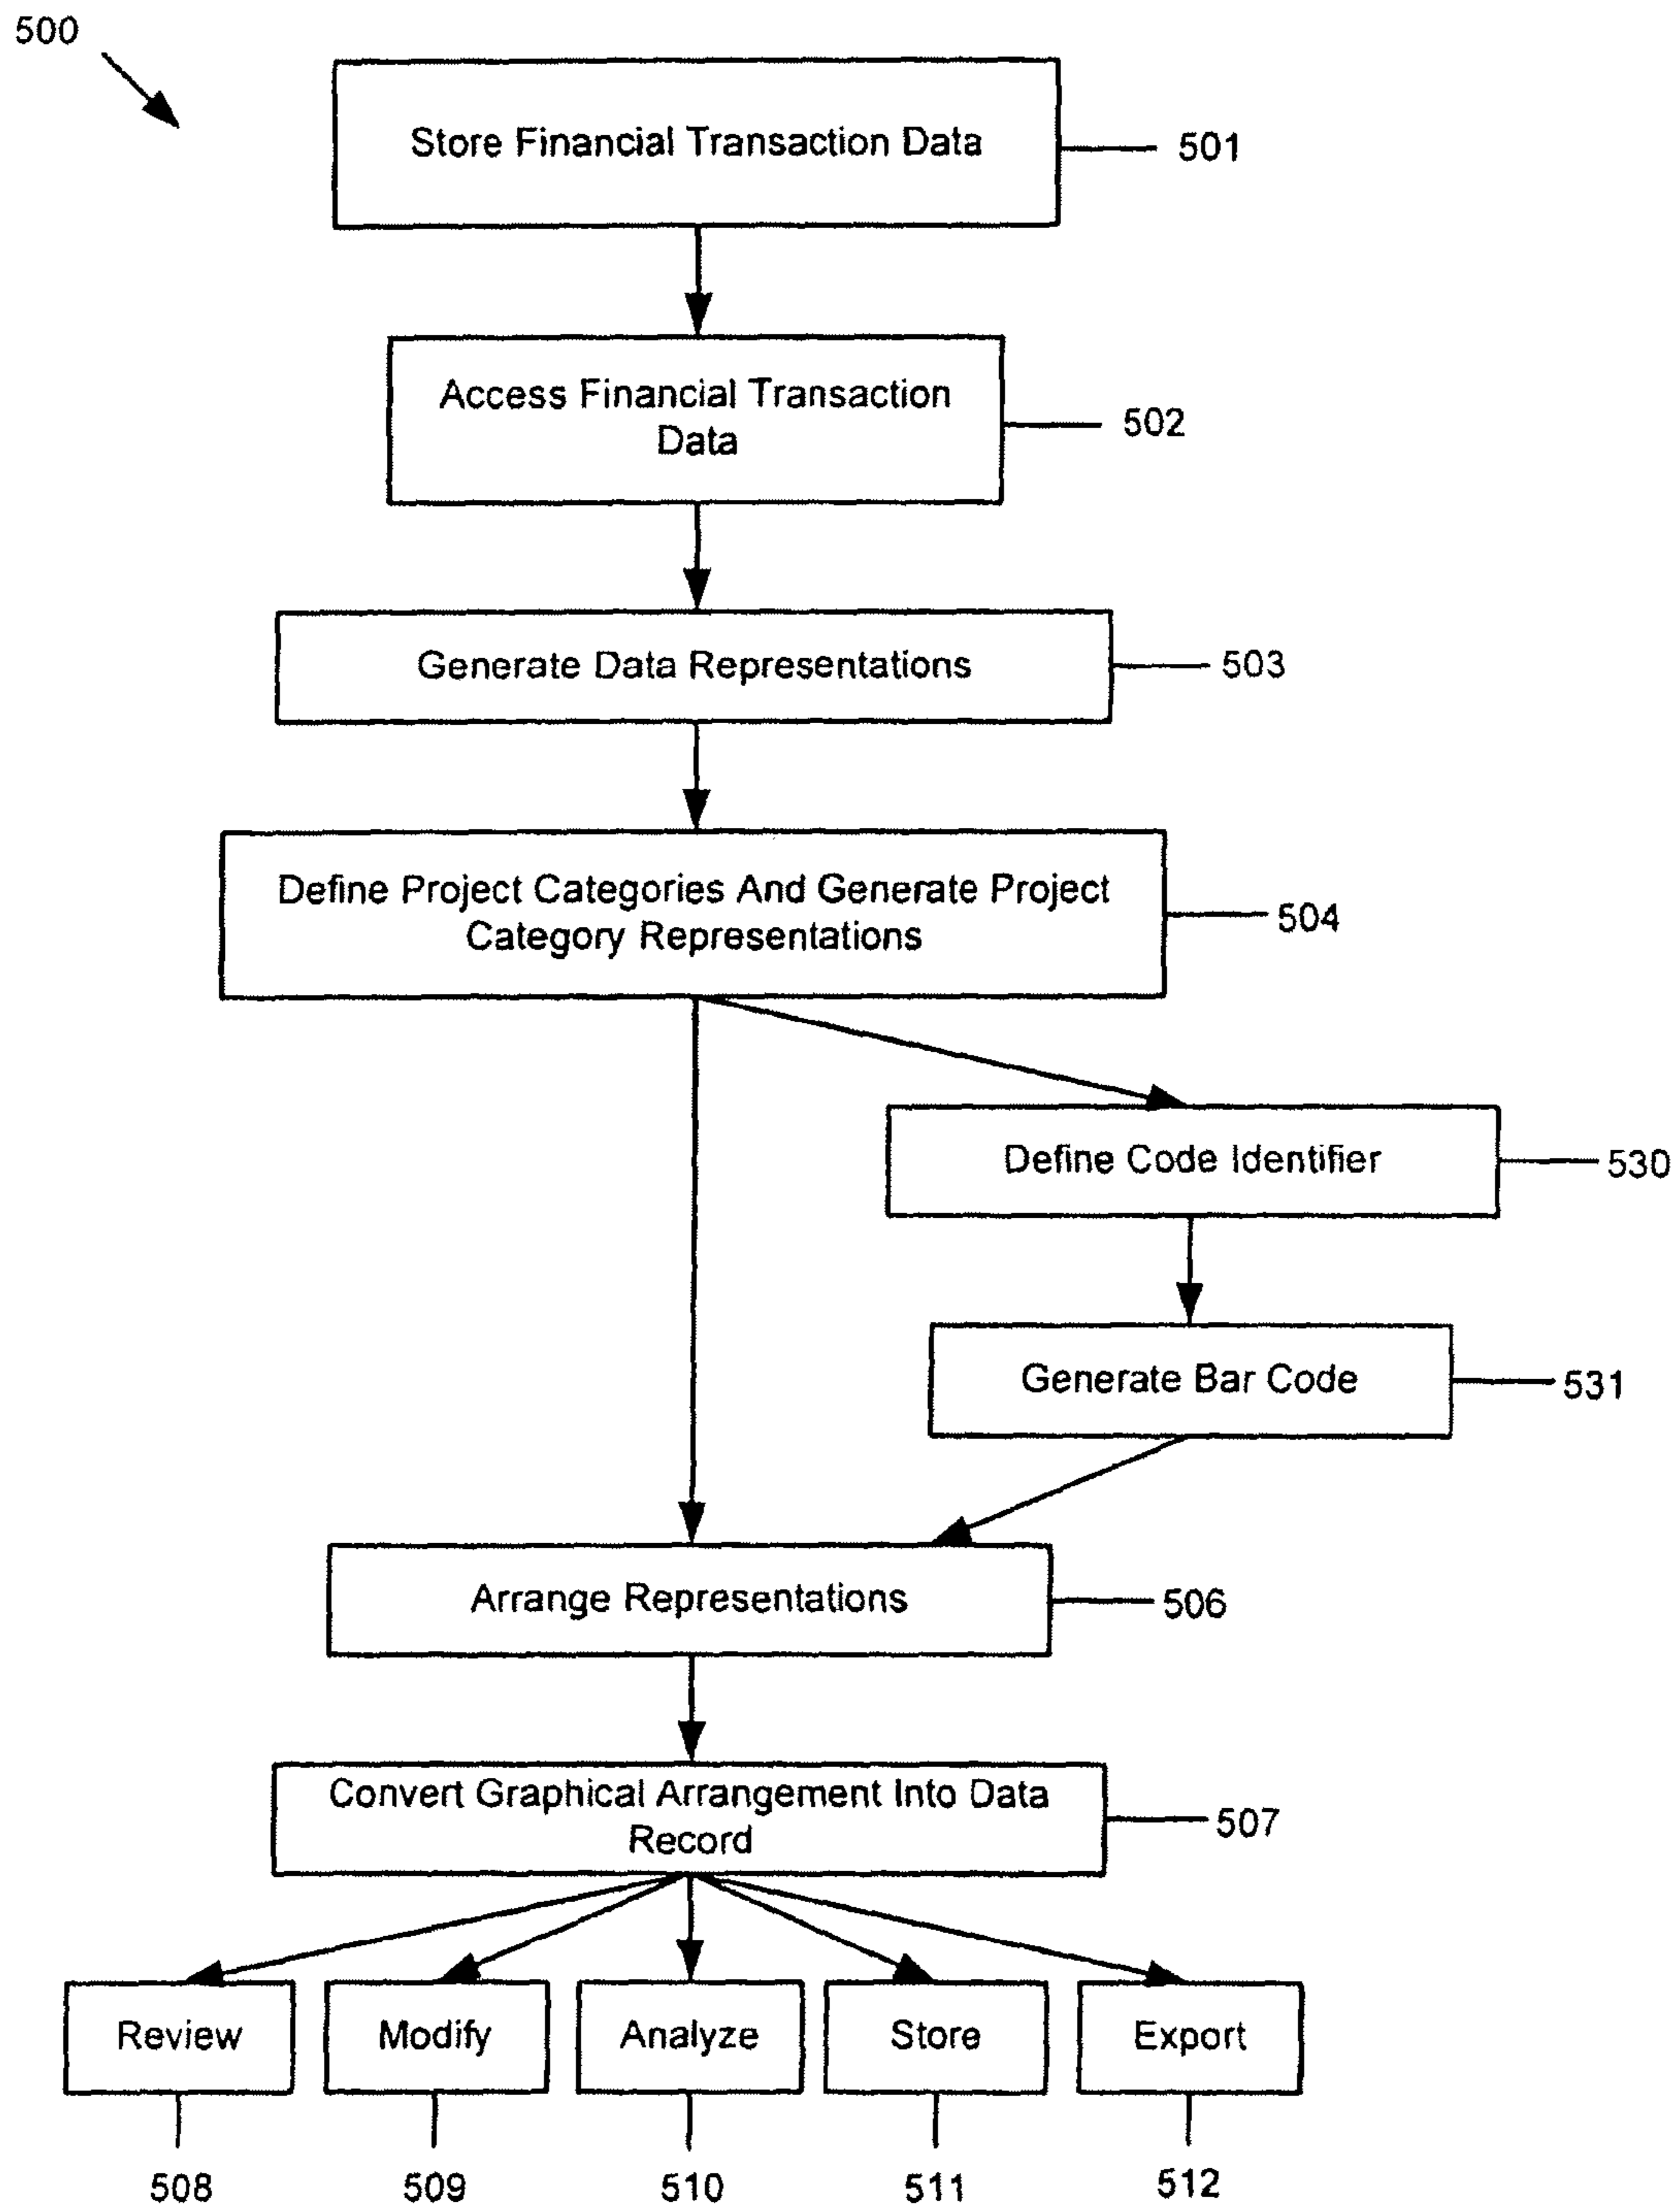 500
Store Financial Transaction Data
501
Access Financial Transaction
Data
502
Generate Data Representations
503
Define Project Categories And Generate Project
Category Representations
504
Define Code Identifier
530
Generate Bar Code
531
Arrange Representations
506
Convert Graphical Arrangement Into Data
Record
507
Review
Modify
Analyze
Store
Export
508
509
510
511
512